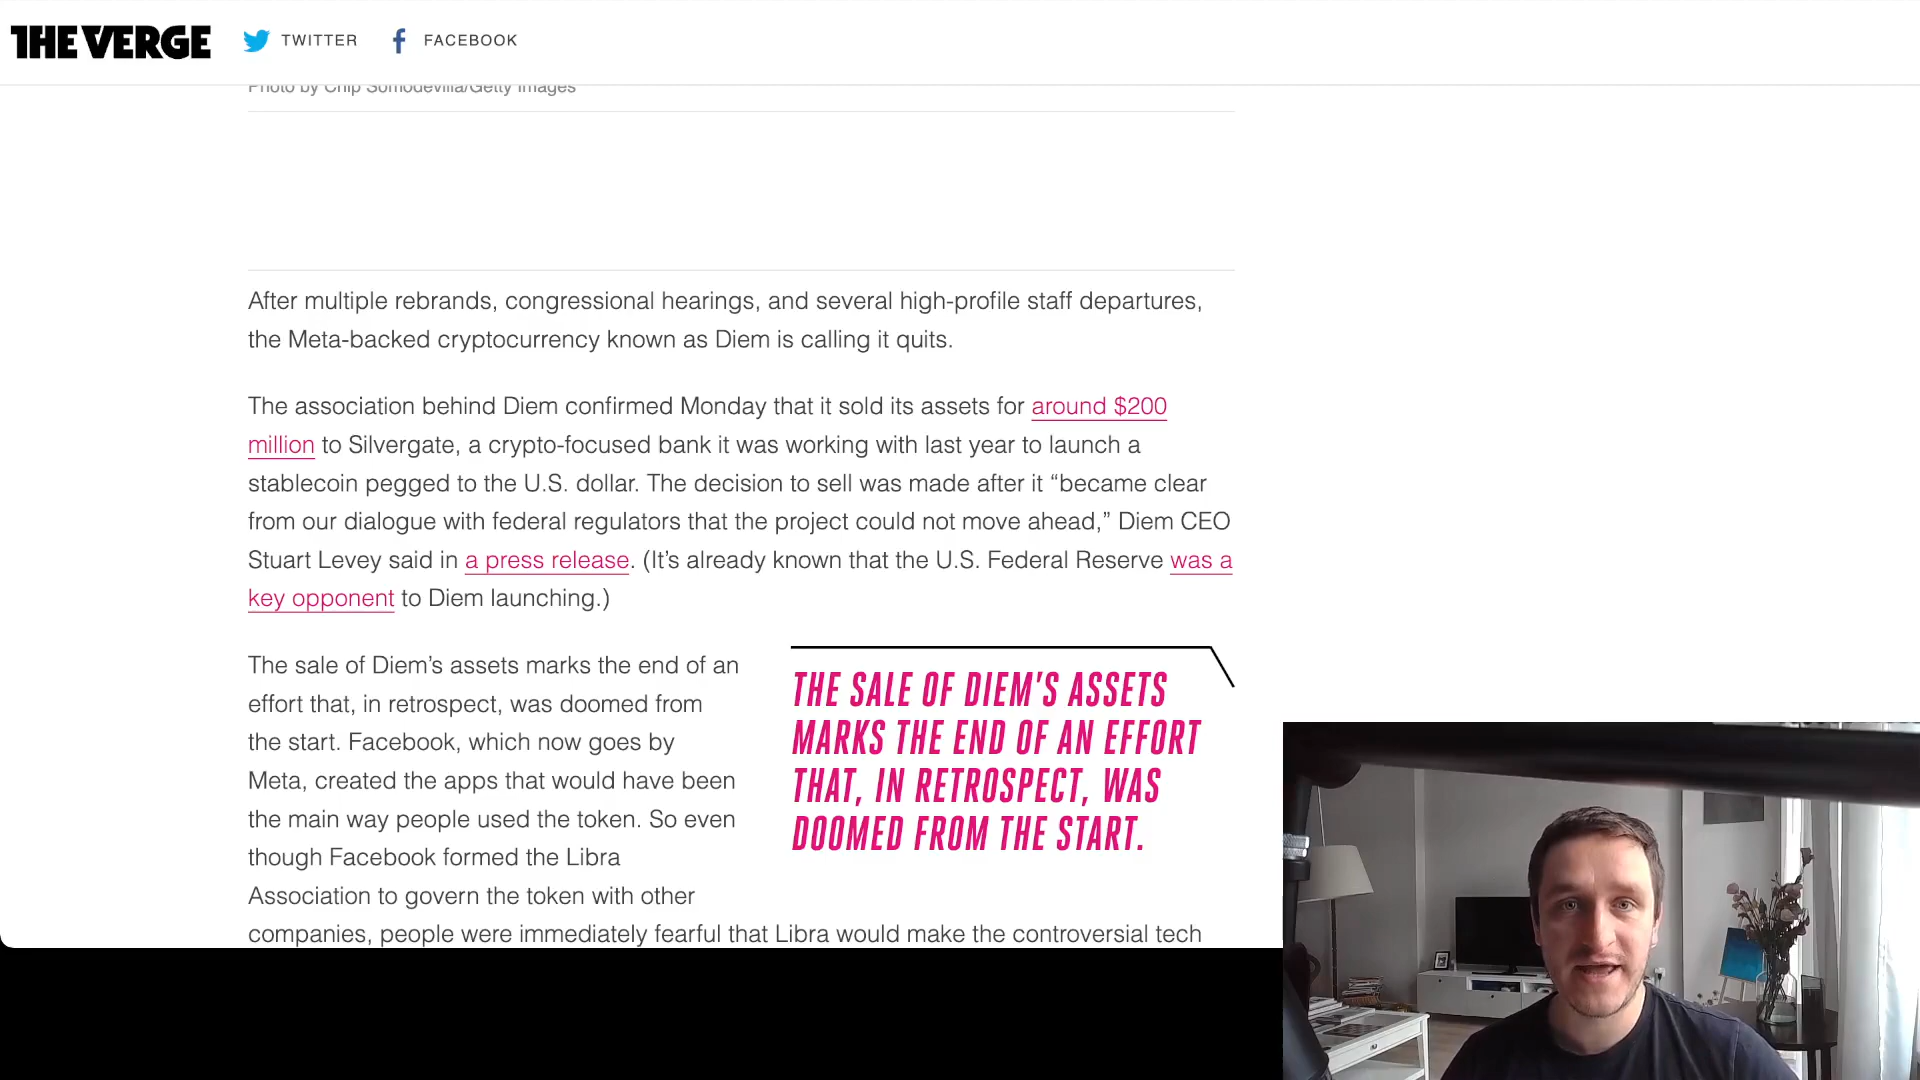 THE VERGE
TWITTER
FACEBOOK
Photo by Chip Somodevilla/Getty Images
After multiple rebrands, congressional hearings, and several high-profile staff departures,
the Meta-backed cryptocurrency known as Diem is calling it quits.
The association behind Diem confirmed Monday that it sold its assets for around $200
million to Silvergate, a crypto-focused bank it was working with last year to launch a
stablecoin pegged to the U.S. dollar. The decision to sell was made after it “became clear
from our dialogue with federal regulators that the project could not move ahead,” Diem CEO
Stuart Levey said in a press release. (It’s already known that the U.S. Federal Reserve was a
key opponent to Diem launching.)
The sale of Diem’s assets marks the end of an
effort that, in retrospect, was doomed from
the start. Facebook, which now goes by
Meta, created the apps that would have been
the main way people used the token. So even
though Facebook formed the Libra
Association to govern the token with other
companies, people were immediately fearful that Libra would make the controversial tech
THE SALE OF DIEM’S ASSETS
MARKS THE END OF AN EFFORT
THAT, IN RETROSPECT, WAS
DOOMED FROM THE START.